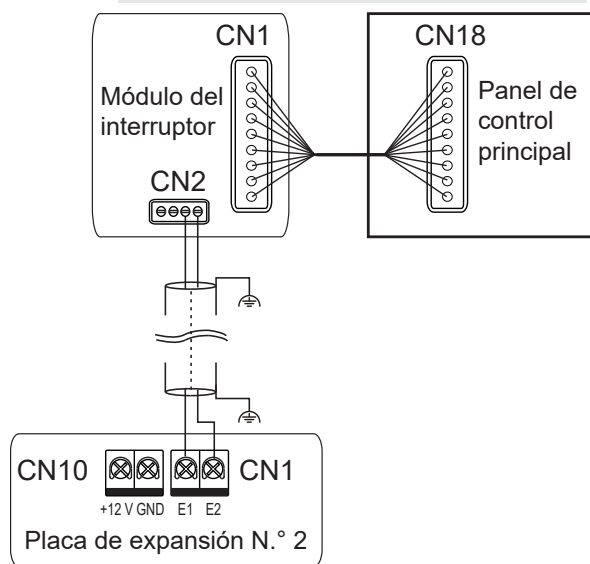 CN1
CN18
Módulo del
interruptor
Panel de
control
principal
CN2
CN10
CN1
+12 V GND E1 E2
Placa de expansión N.° 2